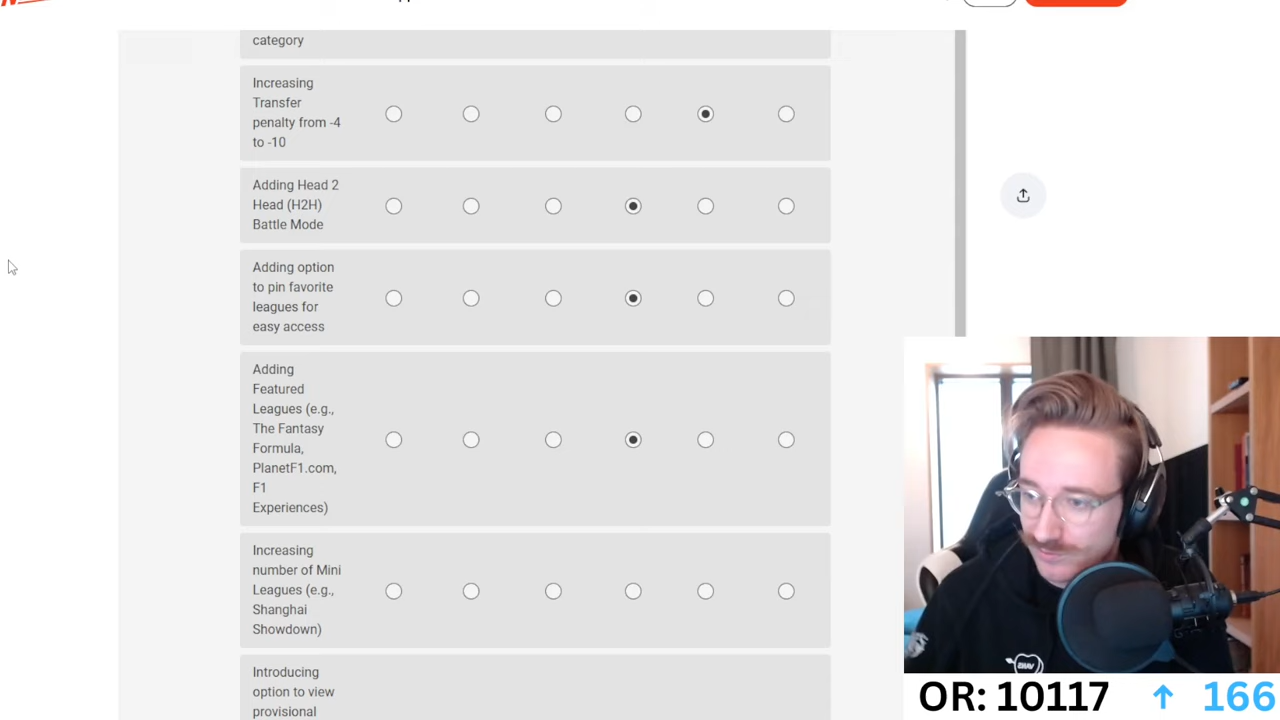 category
Increasing
Transfer
penalty from -4
to -10
Adding Head 2
Head (H2H)
Battle Mode
Adding option
to pin favorite
leagues for
easy access
Adding
Featured
Leagues (e.g.,
The Fantasy
Formula,
PlanetF1.com,
F1
Experiences)
Increasing
number of Mini
Leagues (e.g.,
Shanghai
Showdown)
Introducing
option to view
provisional
VANS
OR: 10117 ↑ 166